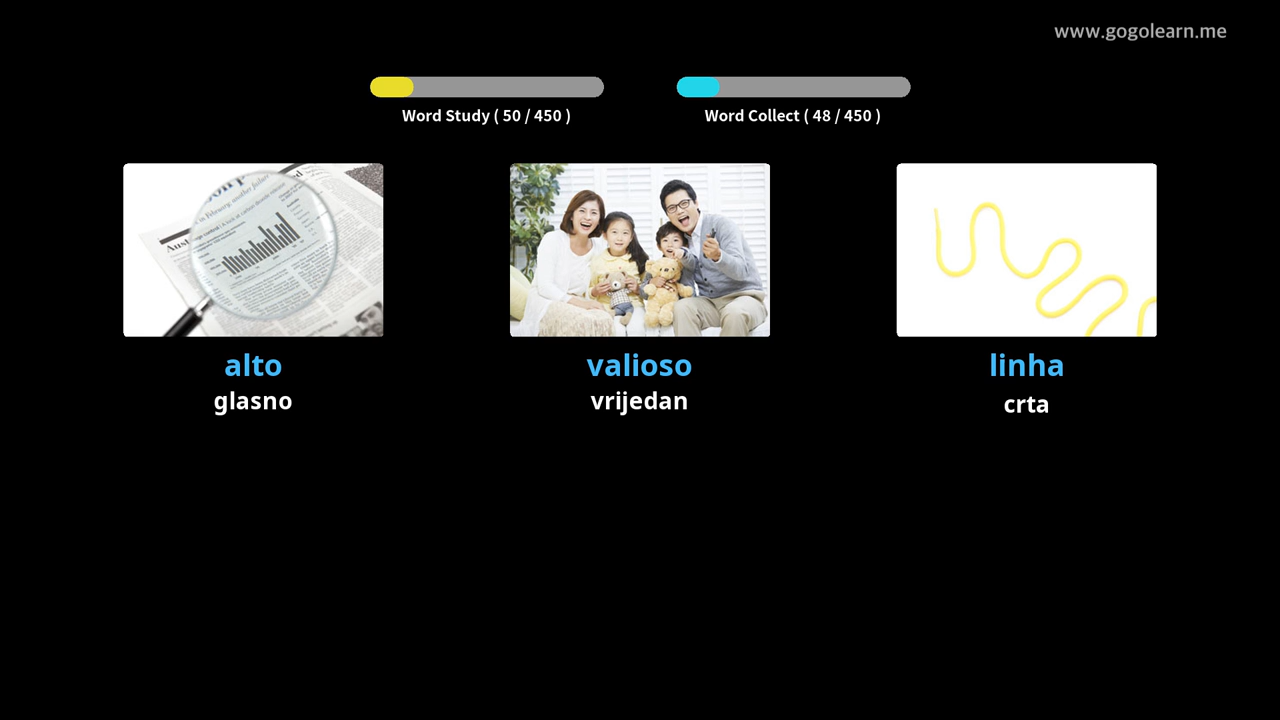 www.gogolearn.me
Word Study ( 50 / 450 )
Word Collect ( 48 / 450 )
alto
glasno
valioso
vrijedan
linha
crta